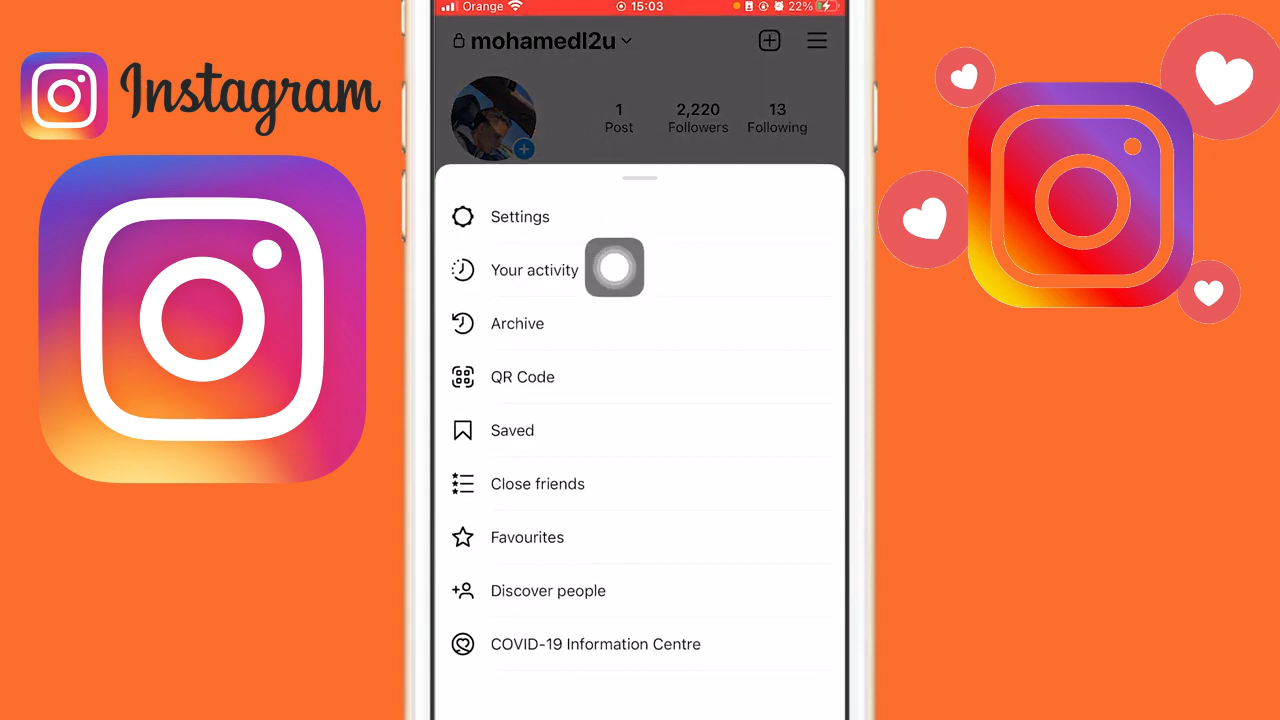 Orange 15:03 22%
mohamedl2u
Instagram
1 2,220 13
Post Followers Following
Settings
Your activity
Archive
QR Code
Saved
Close friends
Favourites
Discover people
COVID-19 Information Centre